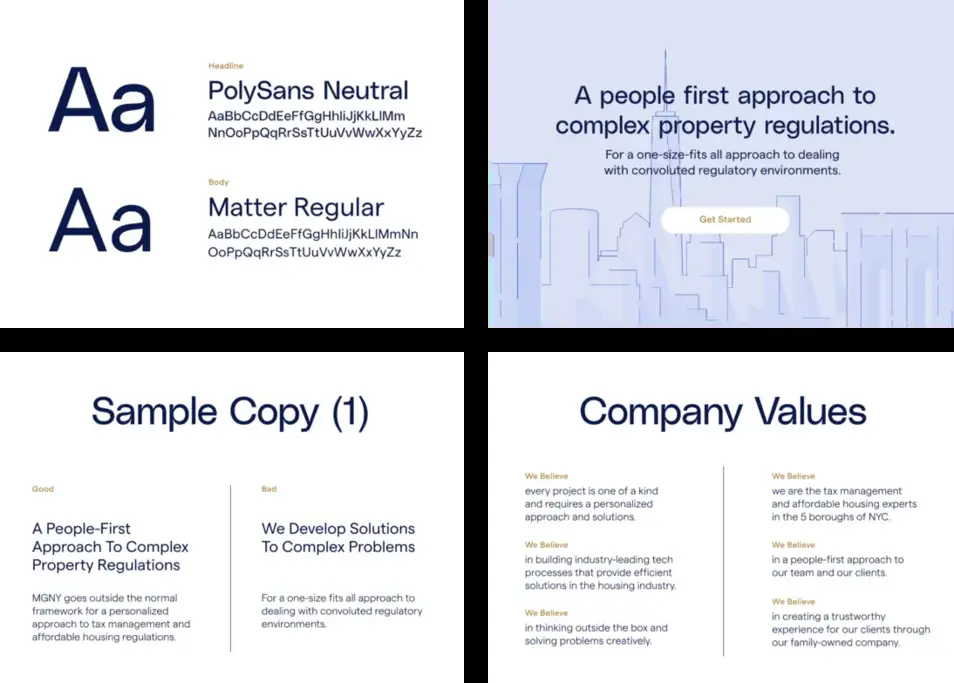 Aa
Headline
PolySans Neutral
AaBbCcDdEeFfGgHhIiJjKkLlMm
NnOoPpQqRrSsTtUuVvWwXxYyZz
Aa
Body
Matter Regular
AaBbCcDdEeFfGgHhIiJjKkLlMmNn
OoPpQqRrSsTtUuVvWwXxYyZz
A people first approach to
complex property regulations.
For a one-size-fits all approach to dealing
with convoluted regulatory environments.
Get Started
Sample Copy (1)
Good
A People-First
Approach To Complex
Property Regulations
MGNY goes outside the normal
framework for a personalized
approach to tax management and
affordable housing regulations.
Bad
We Develop Solutions
To Complex Problems
For a one-size fits all approach to
dealing with convoluted regulatory
environments.
Company Values
We Believe
every project is one of a kind
and requires a personalized
approach and solutions.
We Believe
in building industry-leading tech
processes that provide efficient
solutions in the housing industry.
We Believe
in thinking outside the box and
solving problems creatively.
We Believe
we are the tax management
and affordable housing experts
in the 5 boroughs of NYC.
We Believe
in a people-first approach to
our team and our clients.
We Believe
in creating a trustworthy
experience for our clients through
our family-owned company.